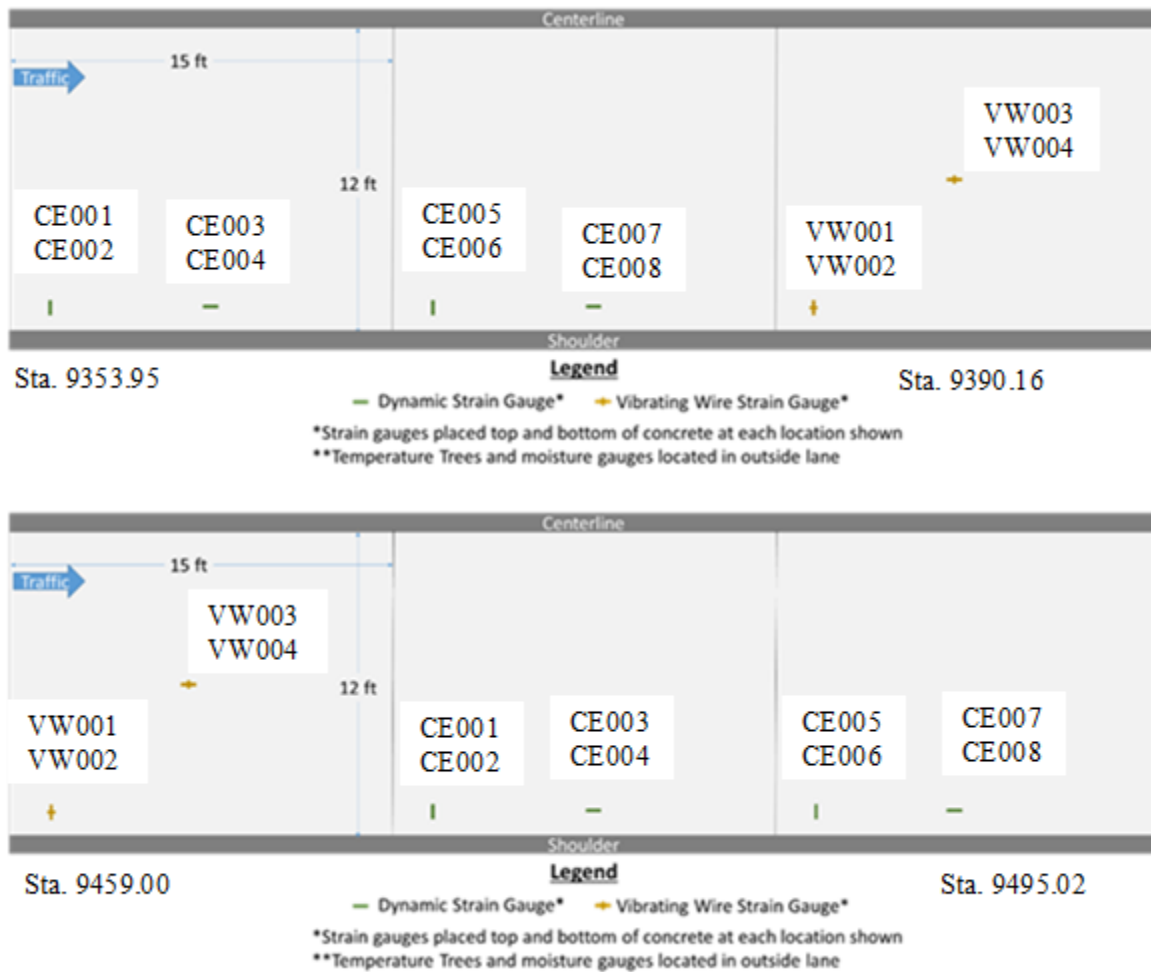 Centerline
15 ft
Traffic
12 ft
VW003
VW004
CE001
CE002
CE003
CE004
CE005
CE006
CE007
CE008
VW001
VW002
Shoulder
Sta. 9353.95
Legend
Sta. 9390.16
Dynamic Strain Gauge* Vibrating Wire Strain Gauge*
*Strain gauges placed top and bottom of concrete at each location shown
**Temperature Trees and moisture gauges located in outside lane
Centerline
15 ft
Traffic
VW003
VW004
12 ft
VW001
VW002
CE001
CE002
CE003
CE004
CE005
CE006
CE007
CE008
Shoulder
Sta. 9459.00
Legend
Sta. 9495.02
Dynamic Strain Gauge* Vibrating Wire Strain Gauge*
*Strain gauges placed top and bottom of concrete at each location shown
**Temperature Trees and moisture gauges located in outside lane